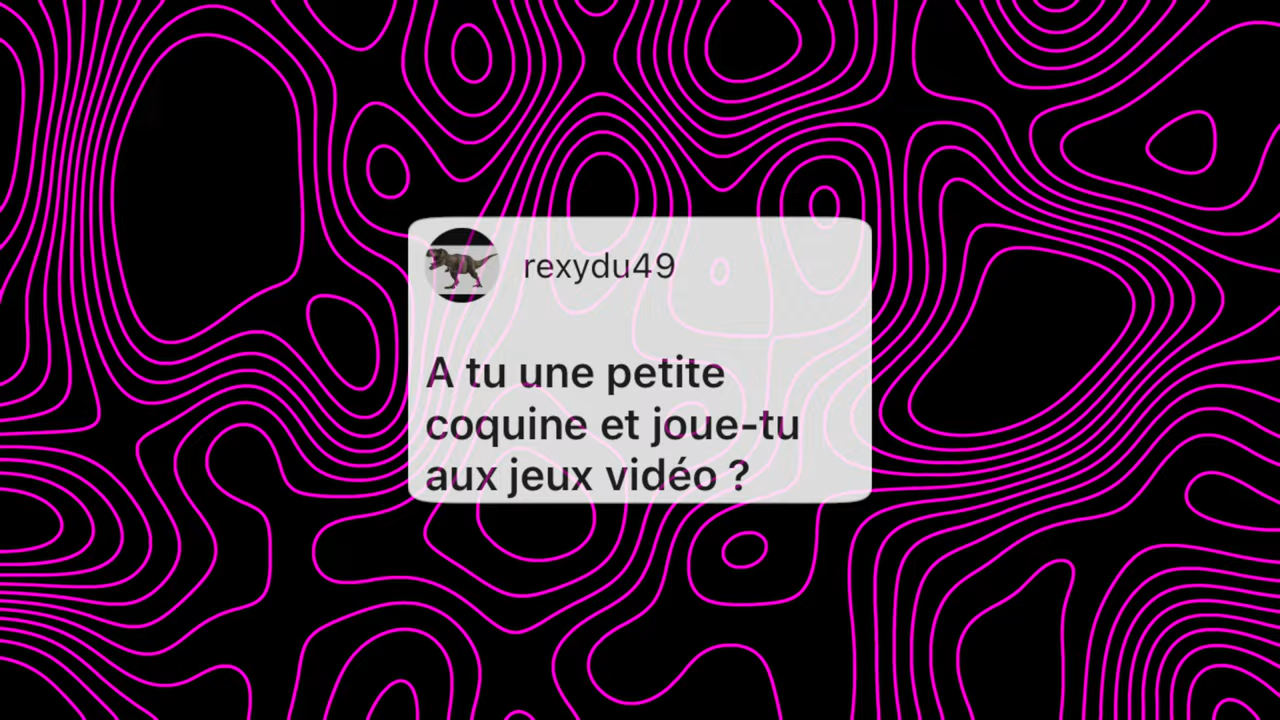 rexydu49
A tu une petite
coquine et joue-tu
aux jeux vidéo ?